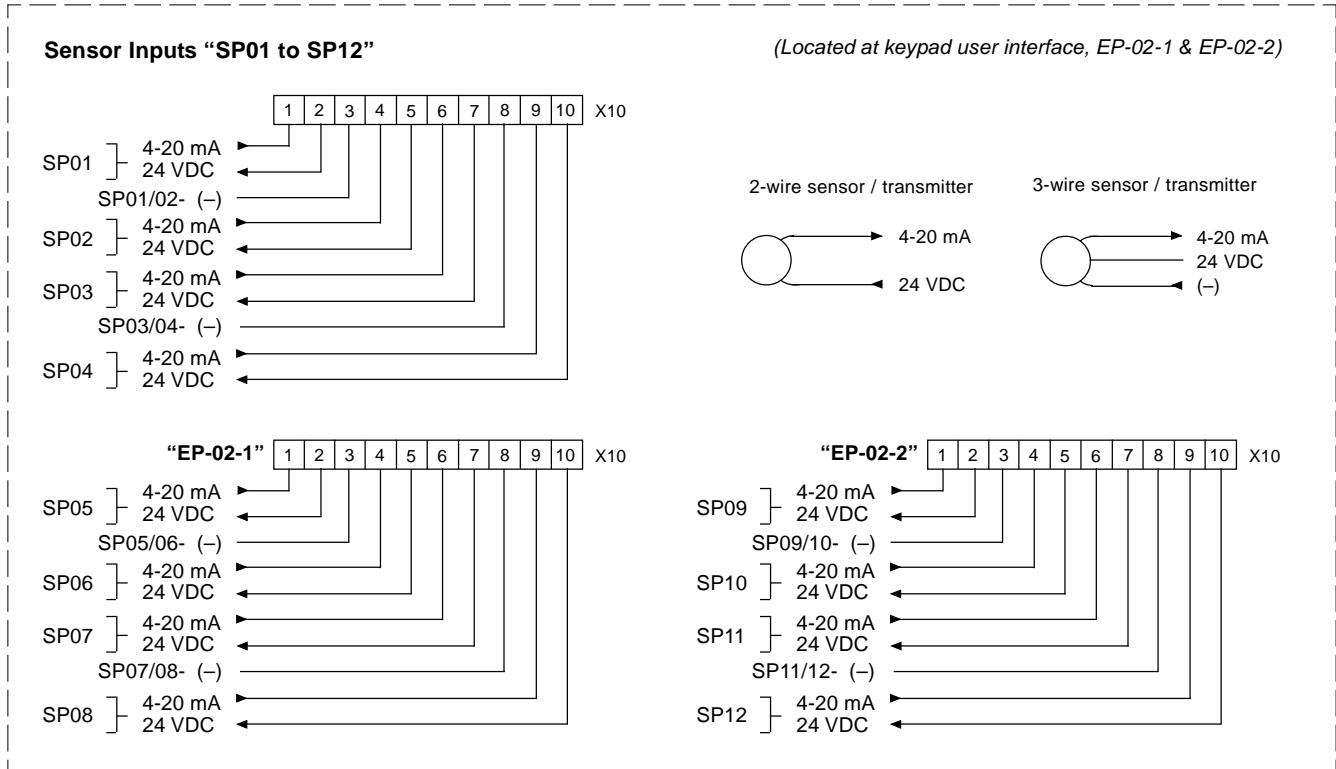 Sensor Inputs “SP01 to SP12”
(Located at keypad user interface, EP-02-1 & EP-02-2)
1 2 3 4 5 6 7 8 9 10 X10
SP01 4-20 mA
24 VDC
SP01/02- (–)
SP02 4-20 mA
24 VDC
SP03 4-20 mA
24 VDC
SP03/04- (–)
SP04 4-20 mA
24 VDC
2-wire sensor / transmitter
4-20 mA
24 VDC
3-wire sensor / transmitter
4-20 mA
24 VDC
(–)
“EP-02-1” 1 2 3 4 5 6 7 8 9 10 X10
SP05 4-20 mA
24 VDC
SP05/06- (–)
SP06 4-20 mA
24 VDC
SP07 4-20 mA
24 VDC
SP07/08- (–)
SP08 4-20 mA
24 VDC
“EP-02-2” 1 2 3 4 5 6 7 8 9 10 X10
SP09 4-20 mA
24 VDC
SP09/10- (–)
SP10 4-20 mA
24 VDC
SP11 4-20 mA
24 VDC
SP11/12- (–)
SP12 4-20 mA
24 VDC